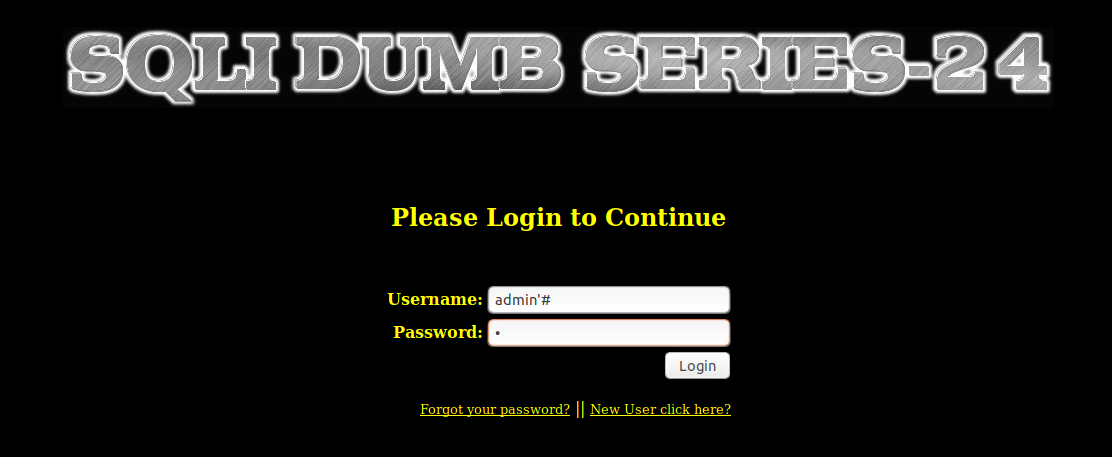 SQLI DUMB SERIES-24
Please Login to Continue
Username: admin'#
Password: •
Login
Forgot your password? || New User click here?